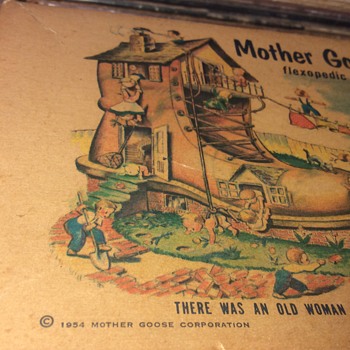 Mother Go
flexopedic
THERE WAS AN OLD WOMAN
© 1954 MOTHER GOOSE CORPORATION